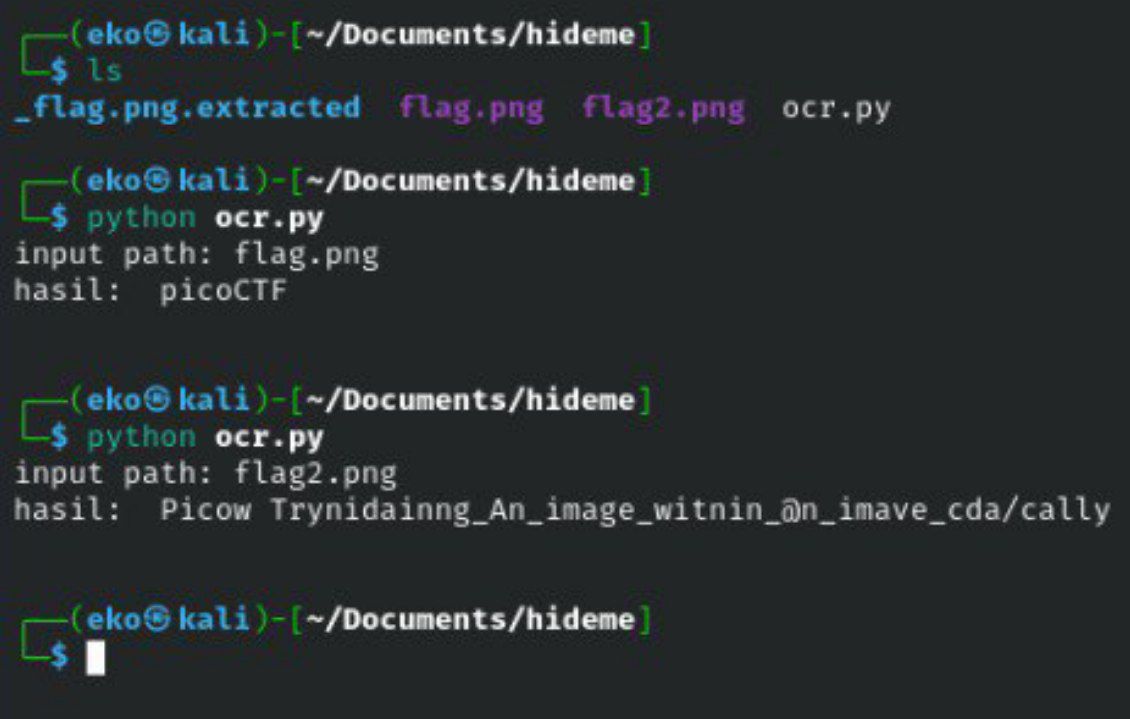 ┌──(eko㉿kali)-[~/Documents/hideme]
└─$ ls
_flag.png.extracted  flag.png  flag2.png  ocr.py
┌──(eko㉿kali)-[~/Documents/hideme]
└─$ python ocr.py
input path: flag.png
hasil:  picoCTF
┌──(eko㉿kali)-[~/Documents/hideme]
└─$ python ocr.py
input path: flag2.png
hasil:  Picow Trynidainng_An_image_witnin_@n_imave_cda/cally
┌──(eko㉿kali)-[~/Documents/hideme]
└─$